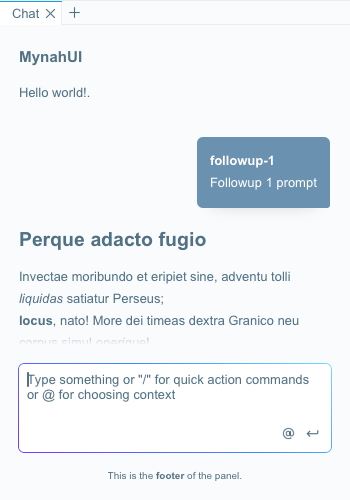 Chat
MynahUI
Hello world!.
followup-1
Followup 1 prompt
Perque adacto fugio
Invectae moribundo et eripiet sine, adventu tolli
liquidas satiatur Perseus;
locus, nato! More dei timeas dextra Granico neu
corpus simul
Type something or "/" for quick action commands
or @ for choosing context
@
This is the footer of the panel.